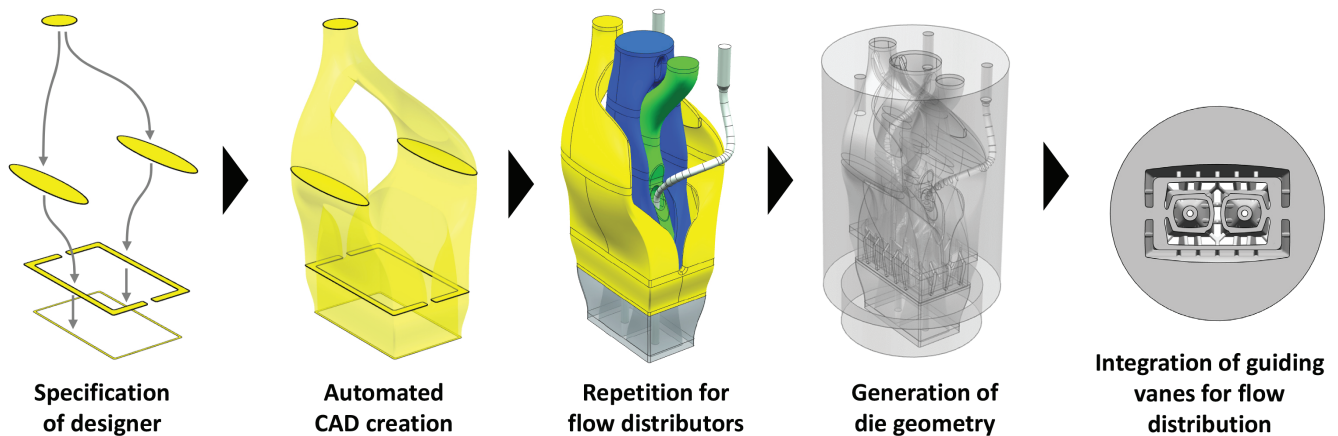 Specification
of designer
Automated
CAD creation
Repetition for
flow distributors
Generation of
die geometry
Integration of guiding
vanes for flow
distribution